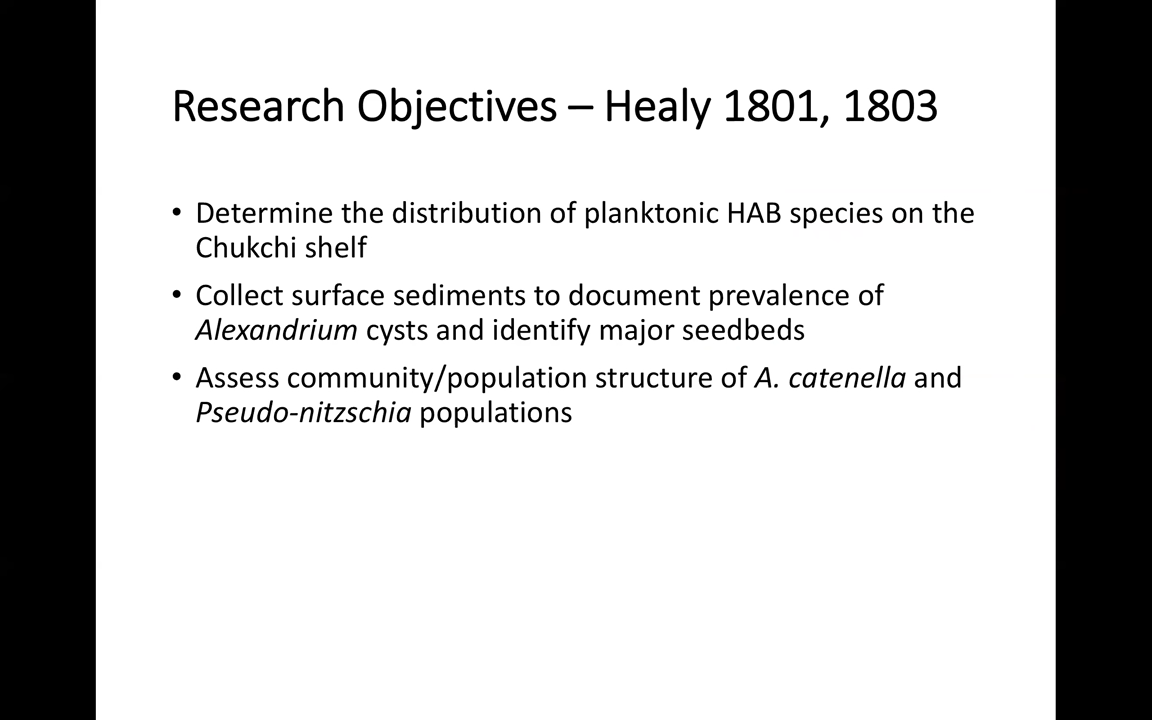 Research Objectives – Healy 1801, 1803
• Determine the distribution of planktonic HAB species on the
Chukchi shelf
• Collect surface sediments to document prevalence of
Alexandrium cysts and identify major seedbeds
• Assess community/population structure of A. catenella and
Pseudo-nitzschia populations